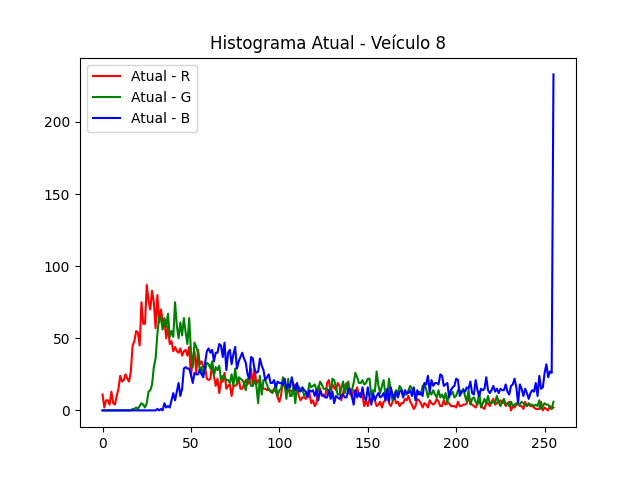 Histograma Atual - Veículo 8
Atual - R
Atual - G
Atual - B
200
150
100
50
0
0 50 100 150 200 250